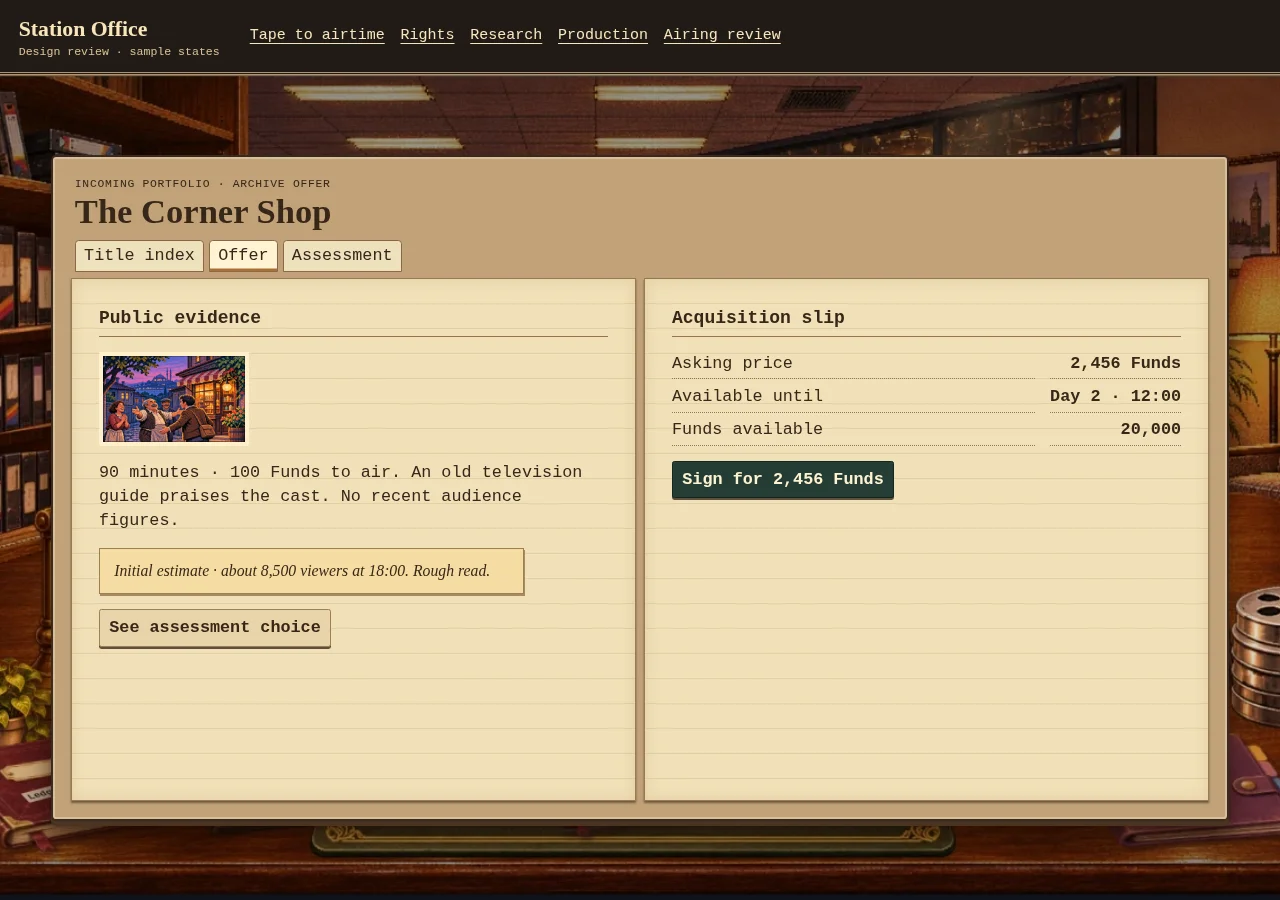 Station Office
Design review · sample states
Tape to airtime Rights Research Production Airing review
INCOMING PORTFOLIO · ARCHIVE OFFER
The Corner Shop
Title index Offer Assessment
Public evidence
90 minutes · 100 Funds to air. An old television
guide praises the cast. No recent audience
figures.
Initial estimate · about 8,500 viewers at 18:00. Rough read.
See assessment choice
Acquisition slip
Asking price 2,456 Funds
Available until Day 2 · 12:00
Funds available 20,000
Sign for 2,456 Funds